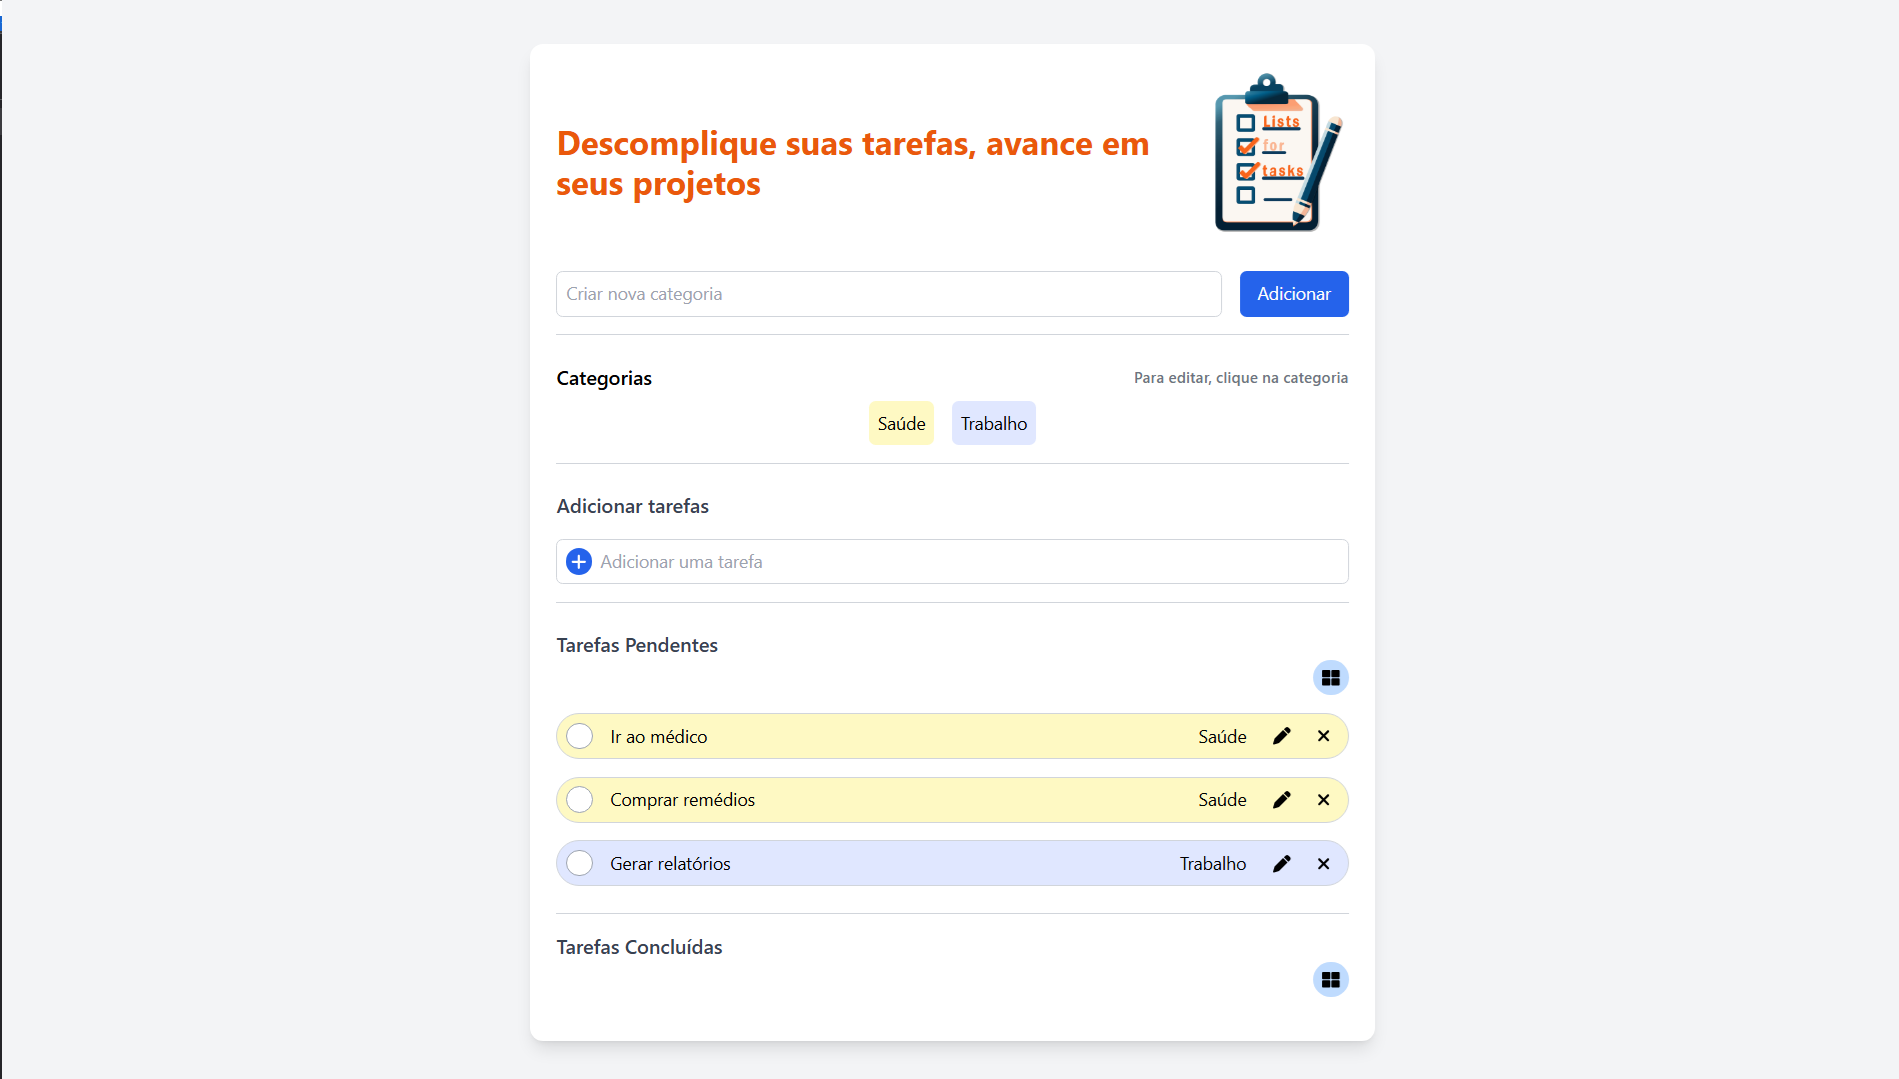 Descomplique suas tarefas, avance em
seus projetos
Lists
for
tasks
Criar nova categoria
Adicionar
Categorias
Para editar, clique na categoria
Saúde
Trabalho
Adicionar tarefas
Adicionar uma tarefa
Tarefas Pendentes
Ir ao médico
Saúde
Comprar remédios
Saúde
Gerar relatórios
Trabalho
Tarefas Concluídas